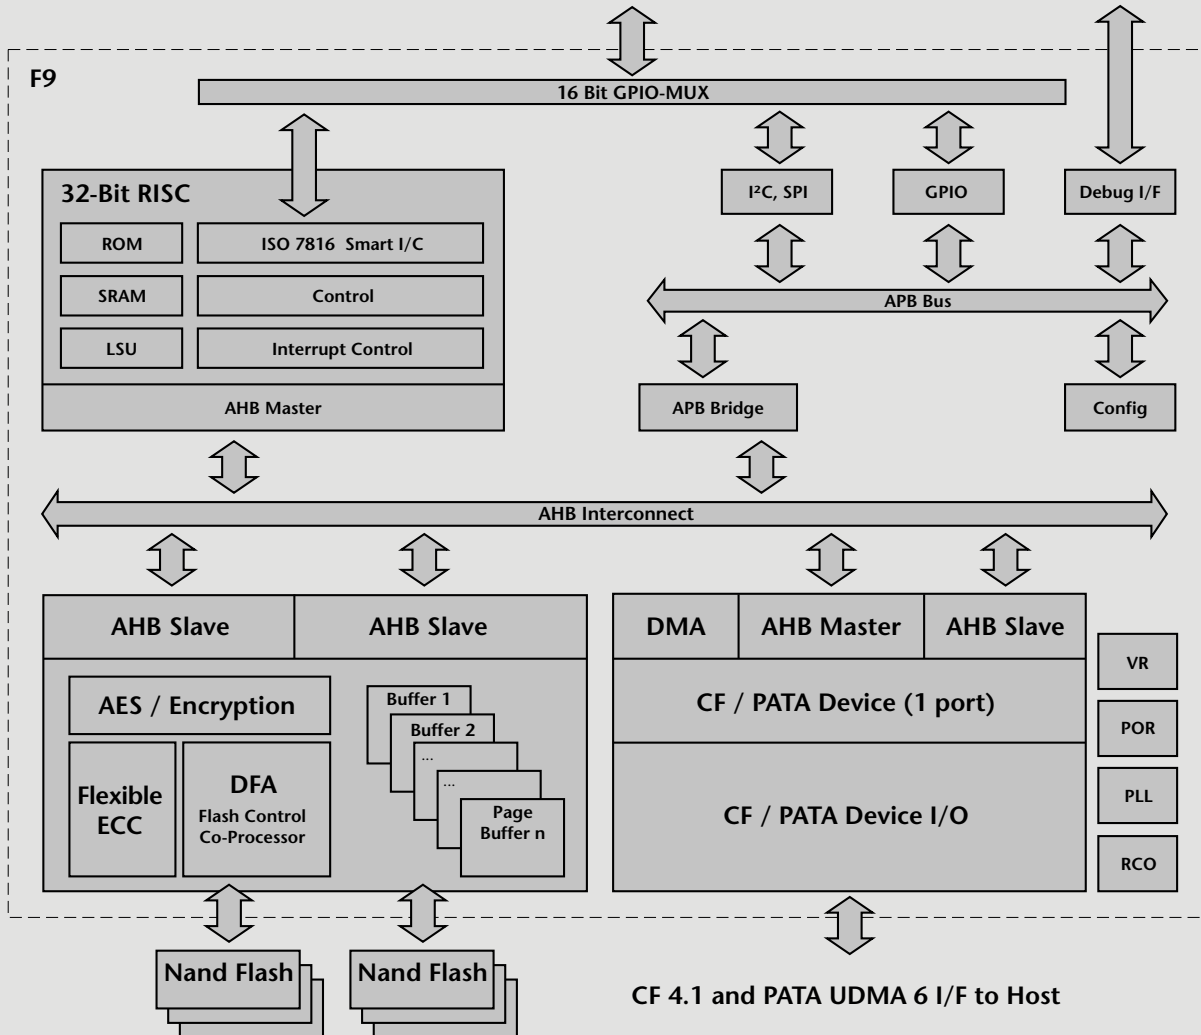 F9
16 Bit GPIO-MUX
32-Bit RISC
ROM
ISO 7816 Smart I/C
SRAM
Control
LSU
Interrupt Control
AHB Master
I²C, SPI
GPIO
Debug I/F
APB Bus
APB Bridge
Config
AHB Interconnect
AHB Slave
AHB Slave
AES / Encryption
Flexible
ECC
DFA
Flash Control
Co-Processor
Buffer 1
Buffer 2
...
...
Page
Buffer n
DMA
AHB Master
AHB Slave
CF / PATA Device (1 port)
CF / PATA Device I/O
VR
POR
PLL
RCO
Nand Flash
Nand Flash
CF 4.1 and PATA UDMA 6 I/F to Host